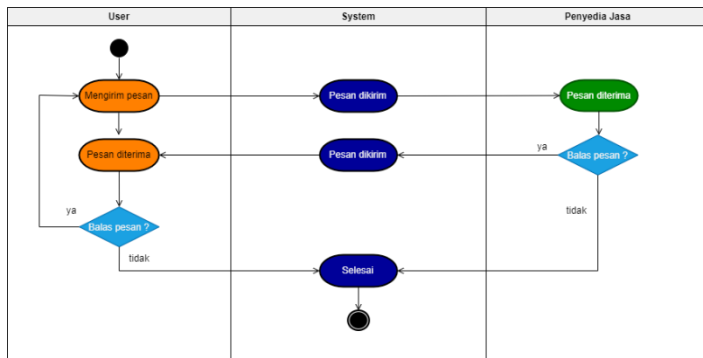 User
System
Penyedia Jasa
Mengirim pesan
Pesan dikirim
Pesan diterima
Pesan diterima
Pesan dikirim
ya
Balas pesan ?
ya
Balas pesan ?
tidak
tidak
Selesai